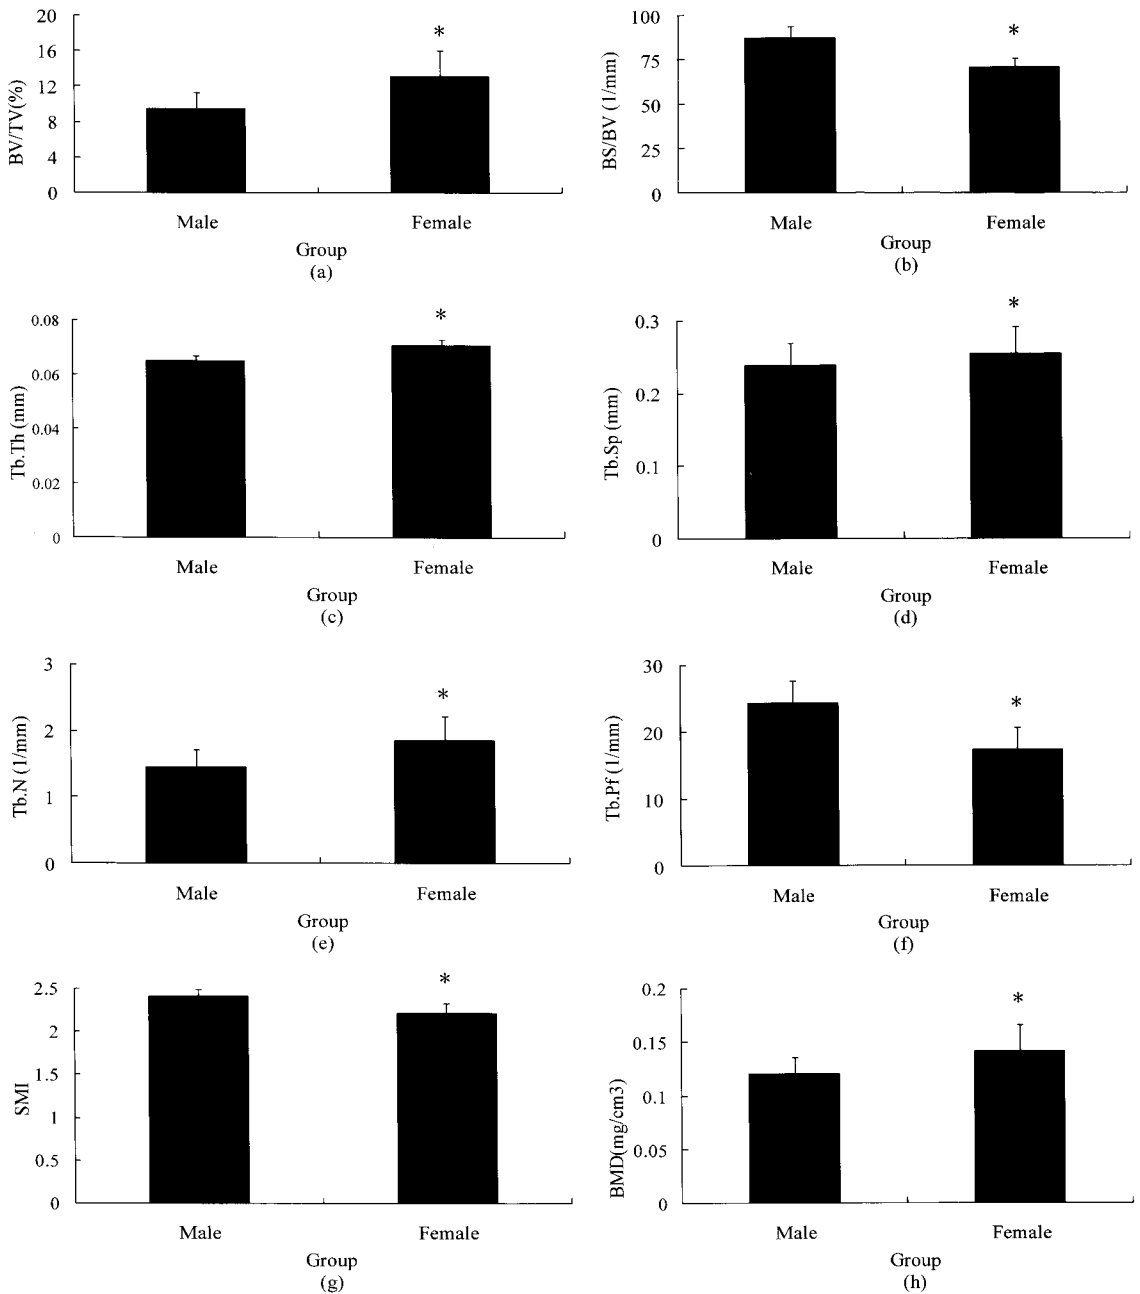 20
16
12
8
4
0
BV/TV(%)
*
Male
Female
Group
(a)
100
75
50
25
0
BS/BV (1/mm)
*
Male
Female
Group
(b)
0.08
0.06
0.04
0.02
0
Tb.Th (mm)
*
Male
Female
Group
(c)
0.3
0.2
0.1
0
Tb.Sp (mm)
*
Male
Female
Group
(d)
3
2
1
0
Tb.N (1/mm)
*
Male
Female
Group
(e)
30
20
10
0
Tb.Pf (1/mm)
*
Male
Female
Group
(f)
2.5
2
1.5
1
0.5
0
SMI
*
Male
Female
Group
(g)
0.2
0.15
0.1
0.05
0
BMD(mg/cm3)
*
Male
Female
Group
(h)